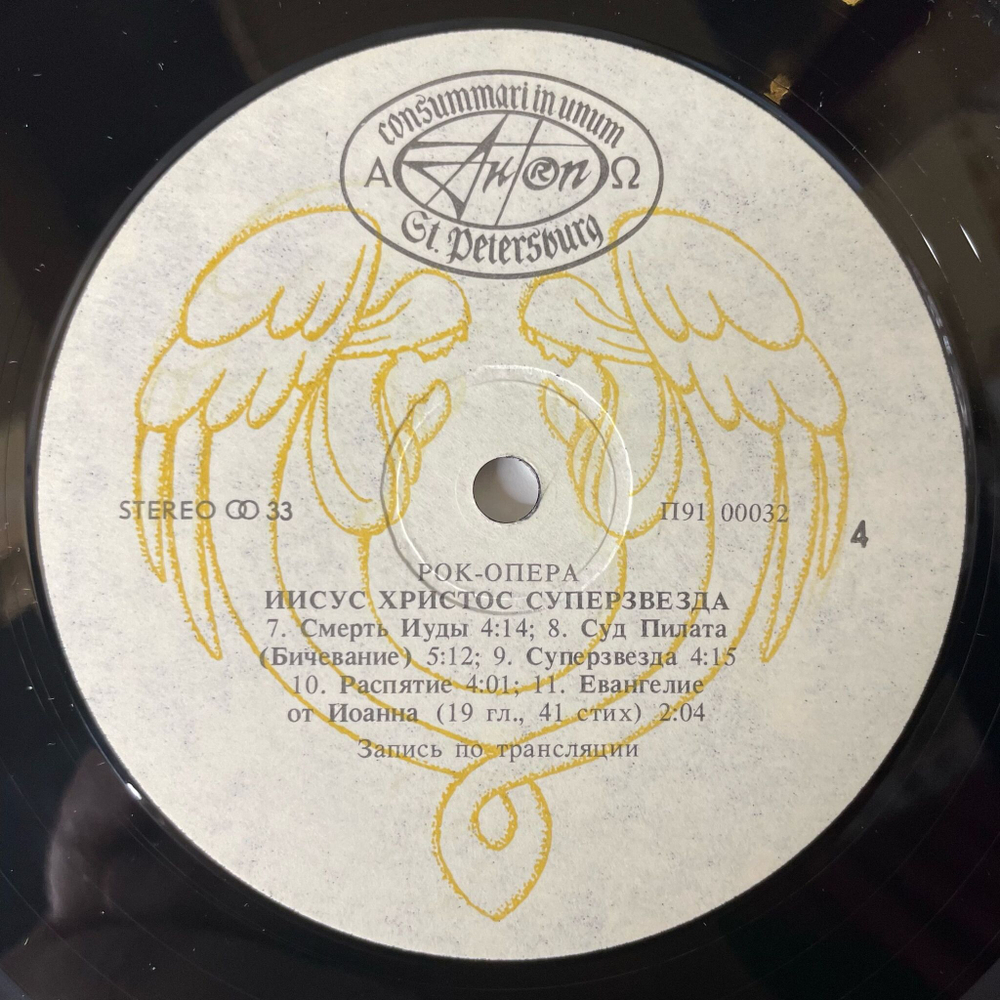 consummari in unum
Α Ω
St. Petersburg
STEREO 33
П91 00032
4
РОК-ОПЕРА
ИИСУС ХРИСТОС СУПЕРЗВЕЗДА
7. Смерть Иуды 4:14; 8. Суд Пилата
(Бичевание) 5:12; 9. Суперзвезда 4:15
10. Распятие 4:01; 11. Евангелие
от Иоанна (19 гл., 41 стих) 2:04
Запись по трансляции